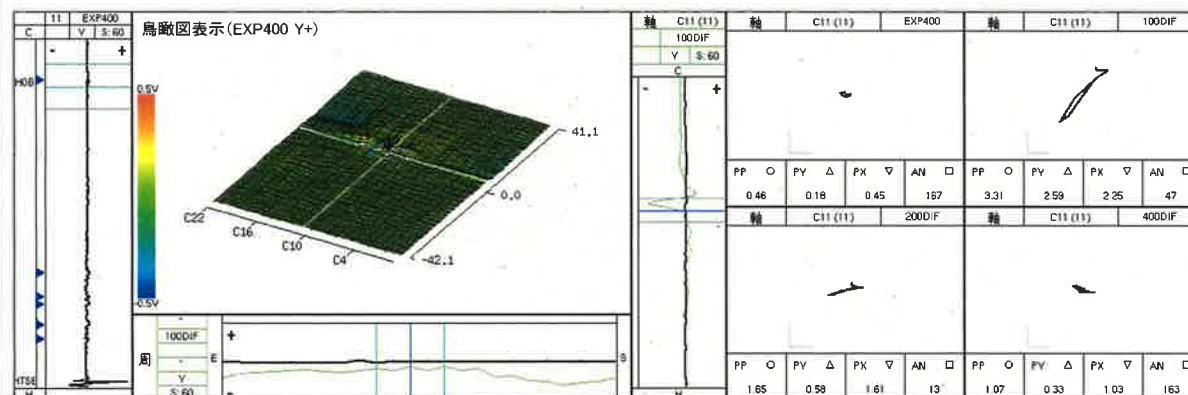 11 EXP400
C Y S:60
- +
H08
HTSE
H
鳥瞰図表示(EXP400 Y+)
0.5V
-0.5V
41.1
0.0
-42.1
C22
C16
C10
C4
周
-
100DIF
-
Y
S:60
+
E
S
軸 C11(11)
100DIF
Y S:60
C
- +
H
軸 C11(11) EXP400
PP ○ PY △ PX ▽ AN □
0.46 0.18 0.45 167
軸 C11(11) 100DIF
PP ○ PY △ PX ▽ AN □
3.31 2.59 2.25 47
軸 C11(11) 200DIF
PP ○ PY △ PX ▽ AN □
1.65 0.58 1.61 13
軸 C11(11) 400DIF
PP ○ PY △ PX ▽ AN □
1.07 0.33 1.03 163